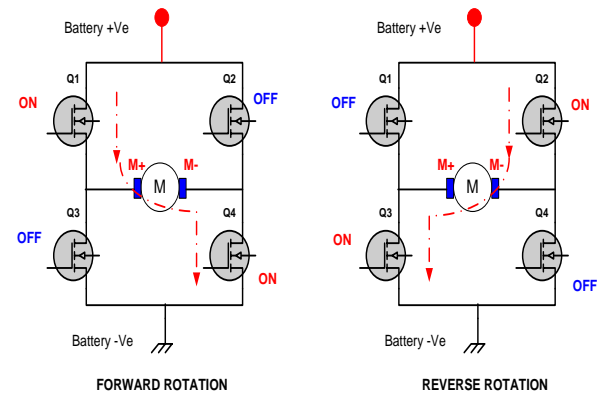 Battery +Ve
Q1
Q2
ON
OFF
M+
M-
M
Q3
Q4
OFF
ON
Battery -Ve
FORWARD ROTATION
Battery +Ve
Q1
Q2
OFF
ON
M+
M-
M
Q3
Q4
ON
OFF
Battery -Ve
REVERSE ROTATION